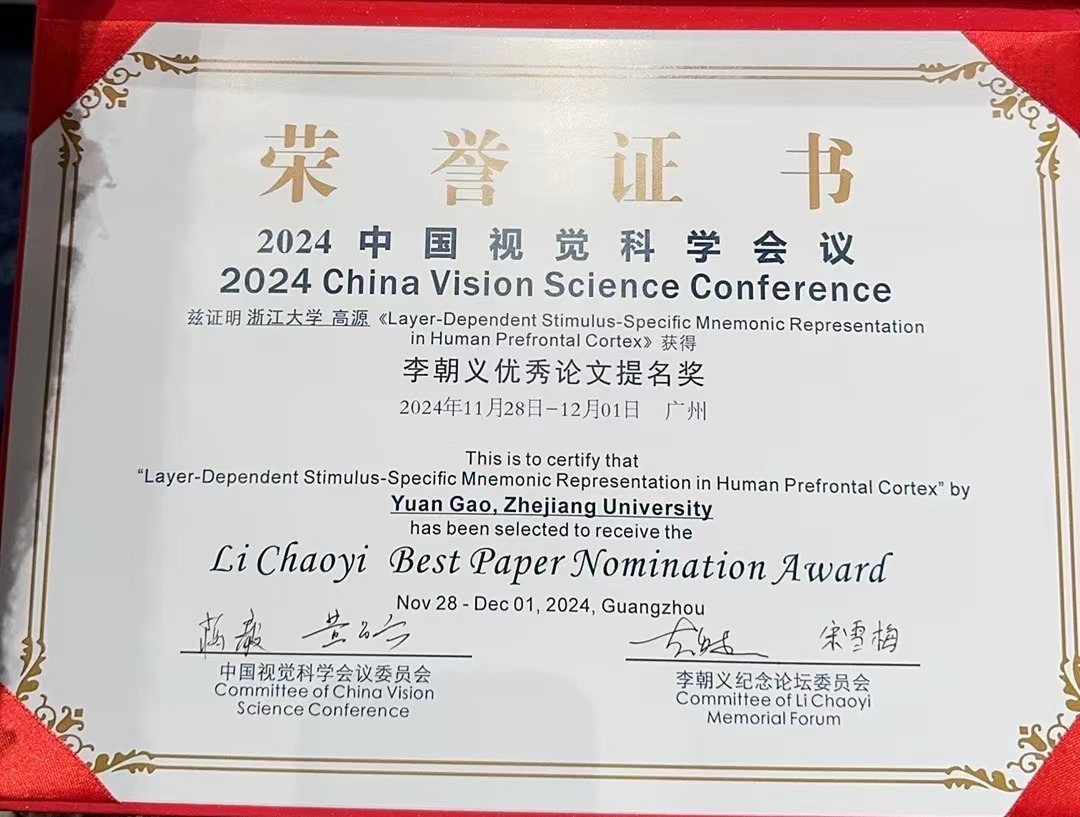 荣誉证书
2024 中国视觉科学会议
2024 China Vision Science Conference
兹证明 浙江大学 高源《Layer-Dependent Stimulus-Specific Mnemonic Representation
in Human Prefrontal Cortex》获得
李朝义优秀论文提名奖
2024年11月28日-12月01日 广州
This is to certify that
“Layer-Dependent Stimulus-Specific Mnemonic Representation in Human Prefrontal Cortex” by
Yuan Gao, Zhejiang University
has been selected to receive the
Li Chaoyi Best Paper Nomination Award
Nov 28 - Dec 01, 2024, Guangzhou
宋雪梅
中国视觉科学会议委员会
Committee of China Vision
Science Conference
李朝义纪念论坛委员会
Committee of Li Chaoyi
Memorial Forum